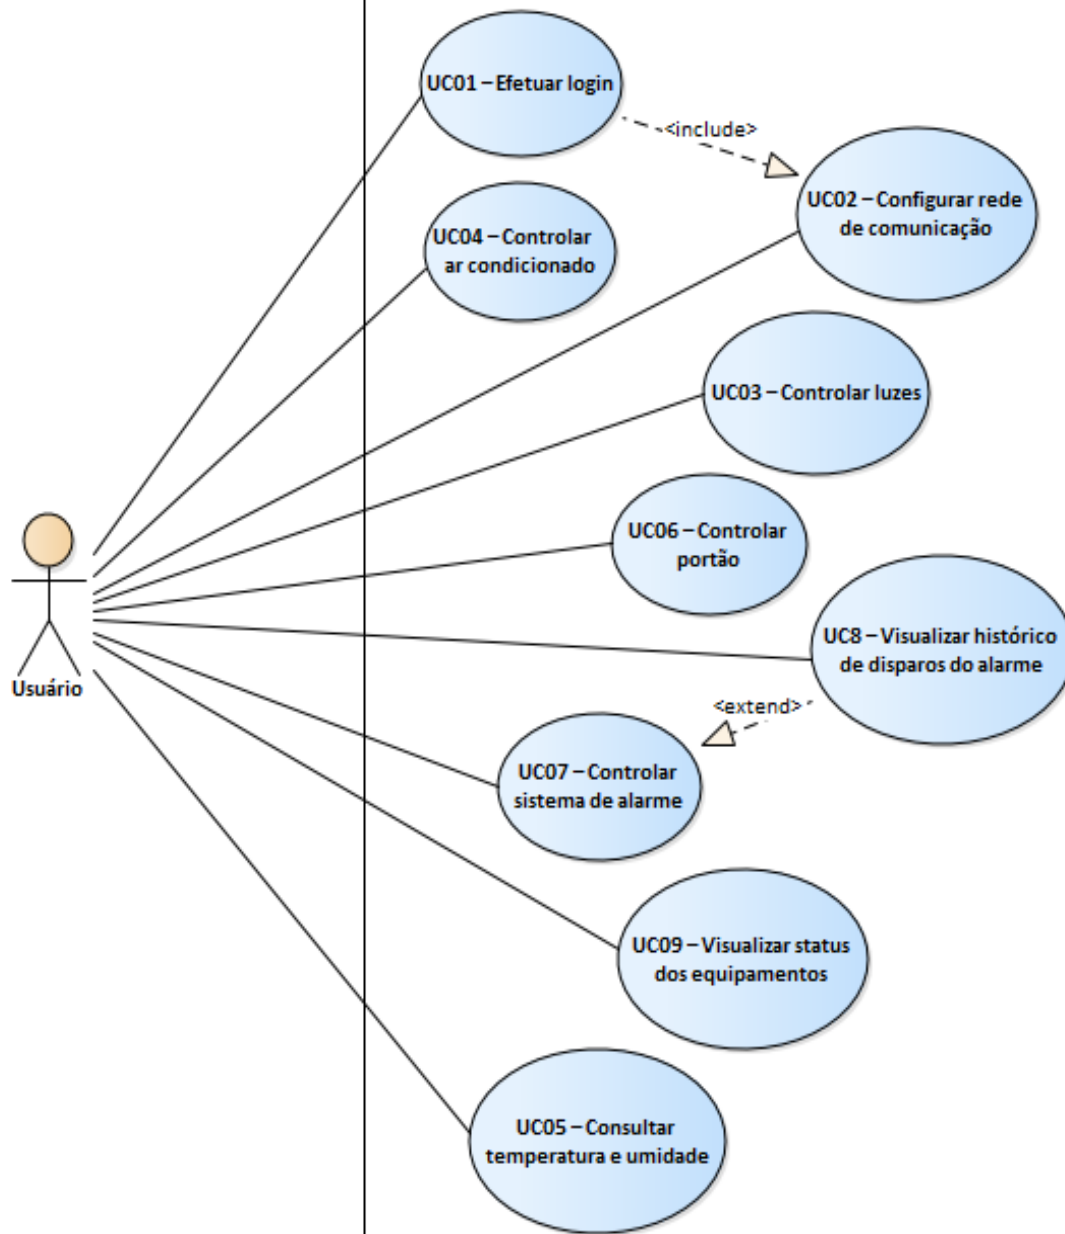 UC01 – Efetuar login
<include>
UC02 – Configurar rede
de comunicação
UC04 – Controlar
ar condicionado
UC03 – Controlar luzes
UC06 – Controlar
portão
UC8 – Visualizar histórico
de disparos do alarme
Usuário
<extend>
UC07 – Controlar
sistema de alarme
UC09 – Visualizar status
dos equipamentos
UC05 – Consultar
temperatura e umidade